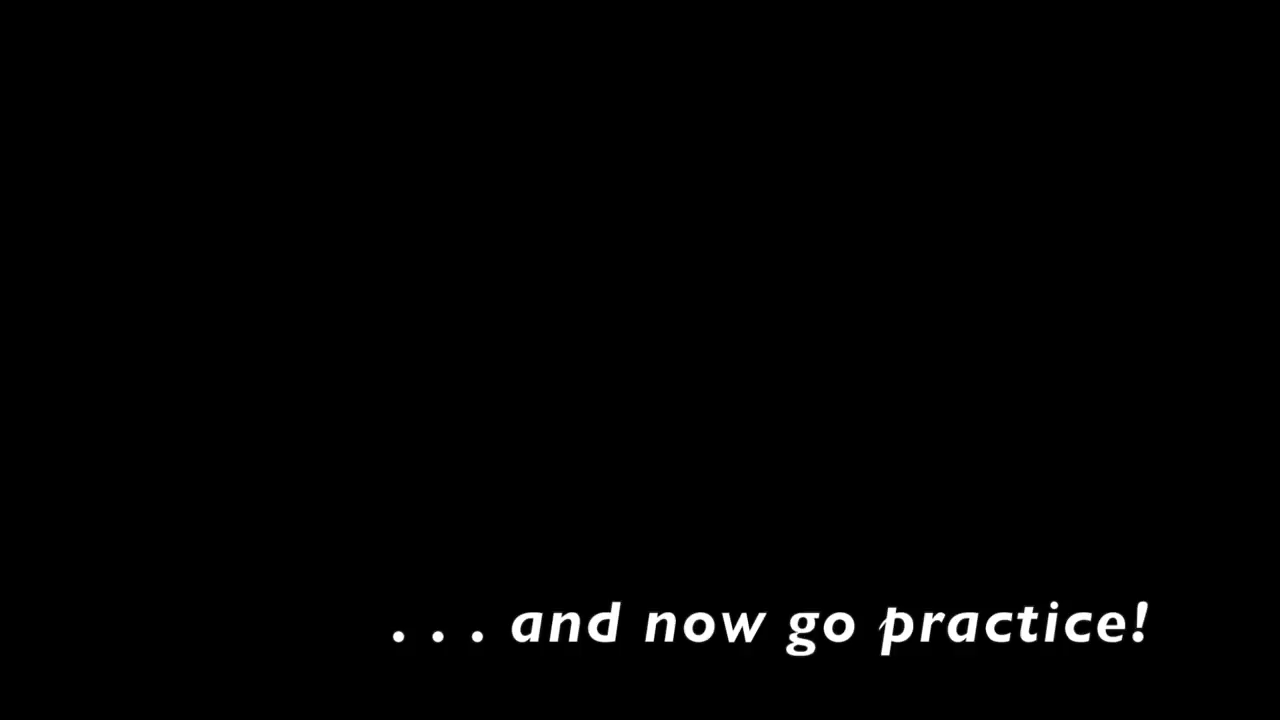 . . . and now go practice!